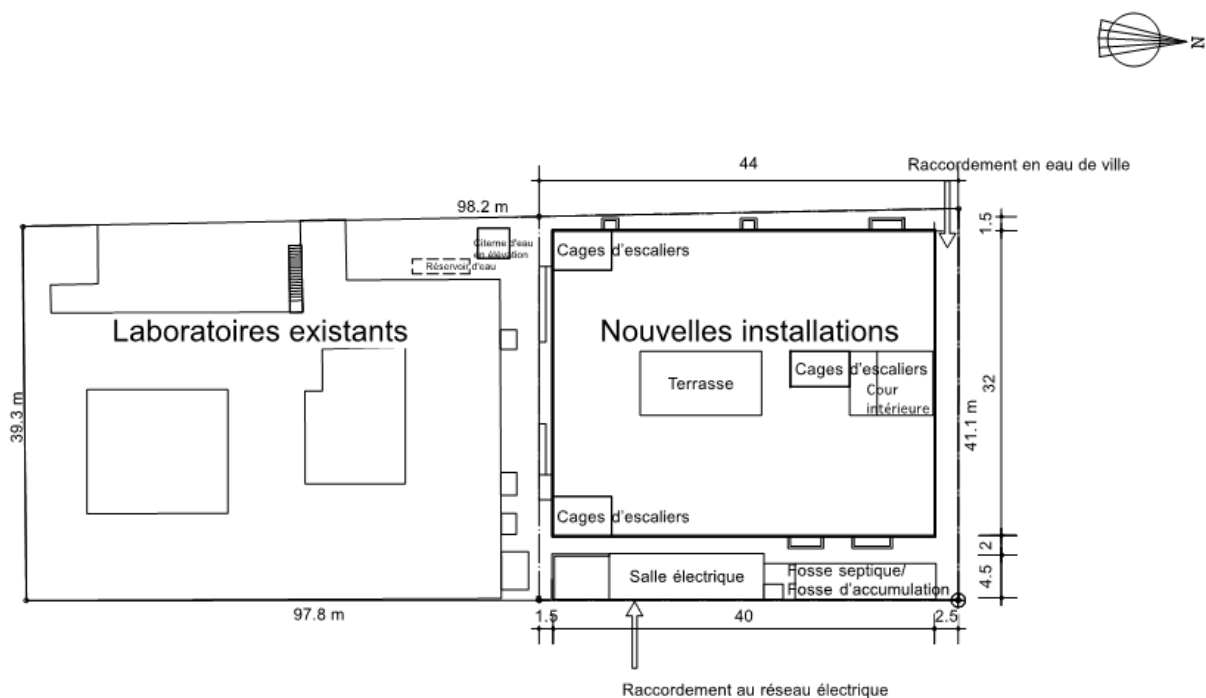 N
44
Raccordement en eau de ville
98.2 m
1.5
Citerne d'eau
en élévation
Réservoir d'eau
Cages d'escaliers
Laboratoires existants
Nouvelles installations
39.3 m
Terrasse
Cages d'escaliers
Cour
intérieure
32
41.1 m
Cages d'escaliers
2
4.5
Salle électrique
Fosse septique/
Fosse d'accumulation
97.8 m
1.5
40
2.5
Raccordement au réseau électrique